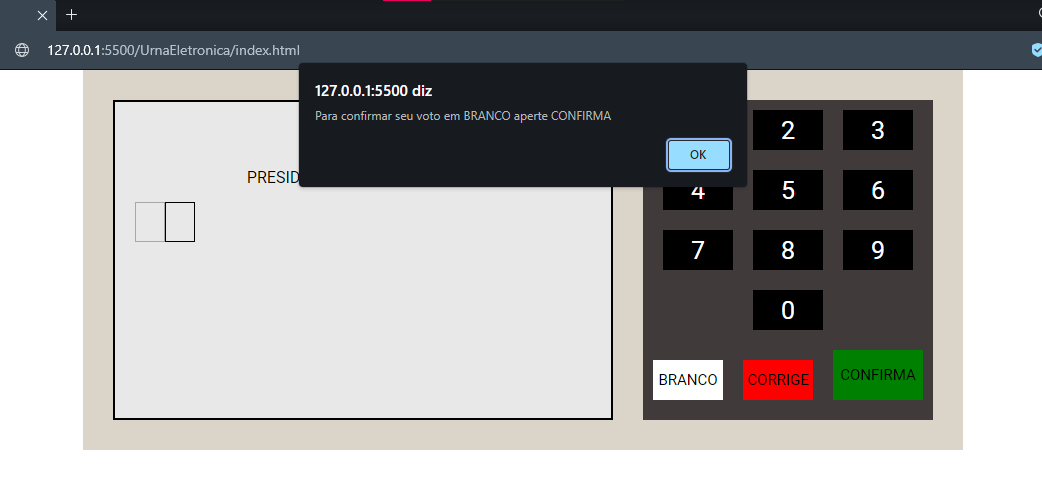 127.0.0.1:5500/UrnaEletronica/index.html
127.0.0.1:5500 diz
Para confirmar seu voto em BRANCO aperte CONFIRMA
OK
PRESID
2 3
4 5 6
7 8 9
0
BRANCO CORRIGE CONFIRMA